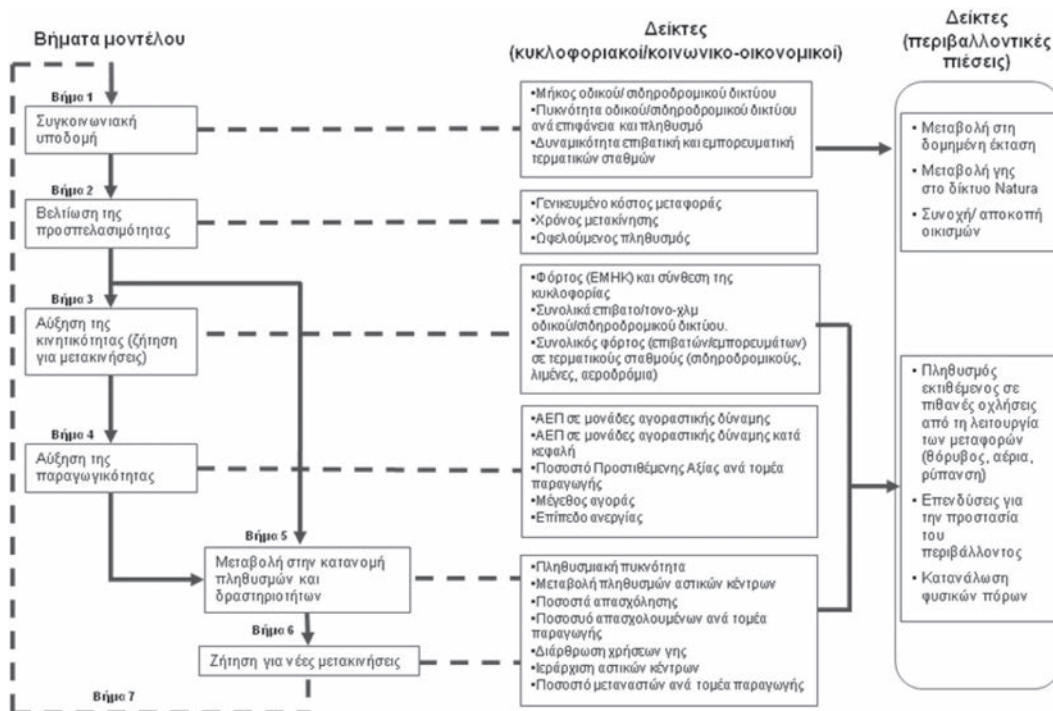 Βήματα μοντέλου
Βήμα 1
Συγκοινωνιακή
υποδομή
Βήμα 2
Βελτίωση της
προσπελασιμότητας
Βήμα 3
Αύξηση της
κινητικότητας (ζήτηση
για μετακινήσεις)
Βήμα 4
Αύξηση της
παραγωγικότητας
Βήμα 5
Μεταβολή στην κατανομή
πληθυσμών και
δραστηριοτήτων
Βήμα 6
Ζήτηση για νέες μετακινήσεις
Βήμα 7
Δείκτες
(κυκλοφοριακοί/κοινωνικο-οικονομικοί)
•Μήκος οδικού/σιδηροδρομικού δικτύου
•Πυκνότητα οδικού/σιδηροδρομικού δικτύου
ανά επιφάνεια και πληθυσμό
•Δυναμικότητα επιβατική και εμπορευματική
τερματικών σταθμών
•Γενικευμένο κόστος μεταφοράς
•Χρόνος μετακίνησης
•Ωφελούμενος πληθυσμός
•Φόρτος (ΕΜΗΚ) και σύνθεση της
κυκλοφορίας
•Συνολικά επιβατο/τονο-χλμ
οδικού/σιδηροδρομικού δικτύου.
•Συνολικός φόρτος (επιβατών/εμπορευμάτων)
σε τερματικούς σταθμούς (σιδηροδρομικούς,
λιμένες, αεροδρόμια)
•ΑΕΠ σε μονάδες αγοραστικής δύναμης
•ΑΕΠ σε μονάδες αγοραστικής δύναμης κατά
κεφαλή
•Ποσοστό Προστιθέμενης Αξίας ανά τομέα
παραγωγής
•Μέγεθος αγοράς
•Επίπεδο ανεργίας
•Πληθυσμιακή πυκνότητα
•Μεταβολή πληθυσμών αστικών κέντρων
•Ποσοστά απασχόλησης
•Ποσοσυό απασχολουμένων ανά τομέα
παραγωγής
•Διάρθρωση χρήσεων γης
•Ιεράρχιση αστικών κέντρων
•Ποσοστό μεταναστών ανά τομέα παραγωγής
Δείκτες
(περιβαλλοντικές
πιέσεις)
▪ Μεταβολή στη
δομημένη έκταση
▪ Μεταβολή γης
στο δίκτυο Natura
▪ Συνοχή/ αποκοπή
οικισμών
▪ Πληθυσμός
εκτιθέμενος σε
πιθανές οχλήσεις
από τη λειτουργία
των μεταφορών
(θόρυβος, αέρια,
ρύπανση)
▪ Επενδύσεις για
την προστασία
του
περιβάλλοντος
▪ Κατανάλωση
φυσικών πόρων